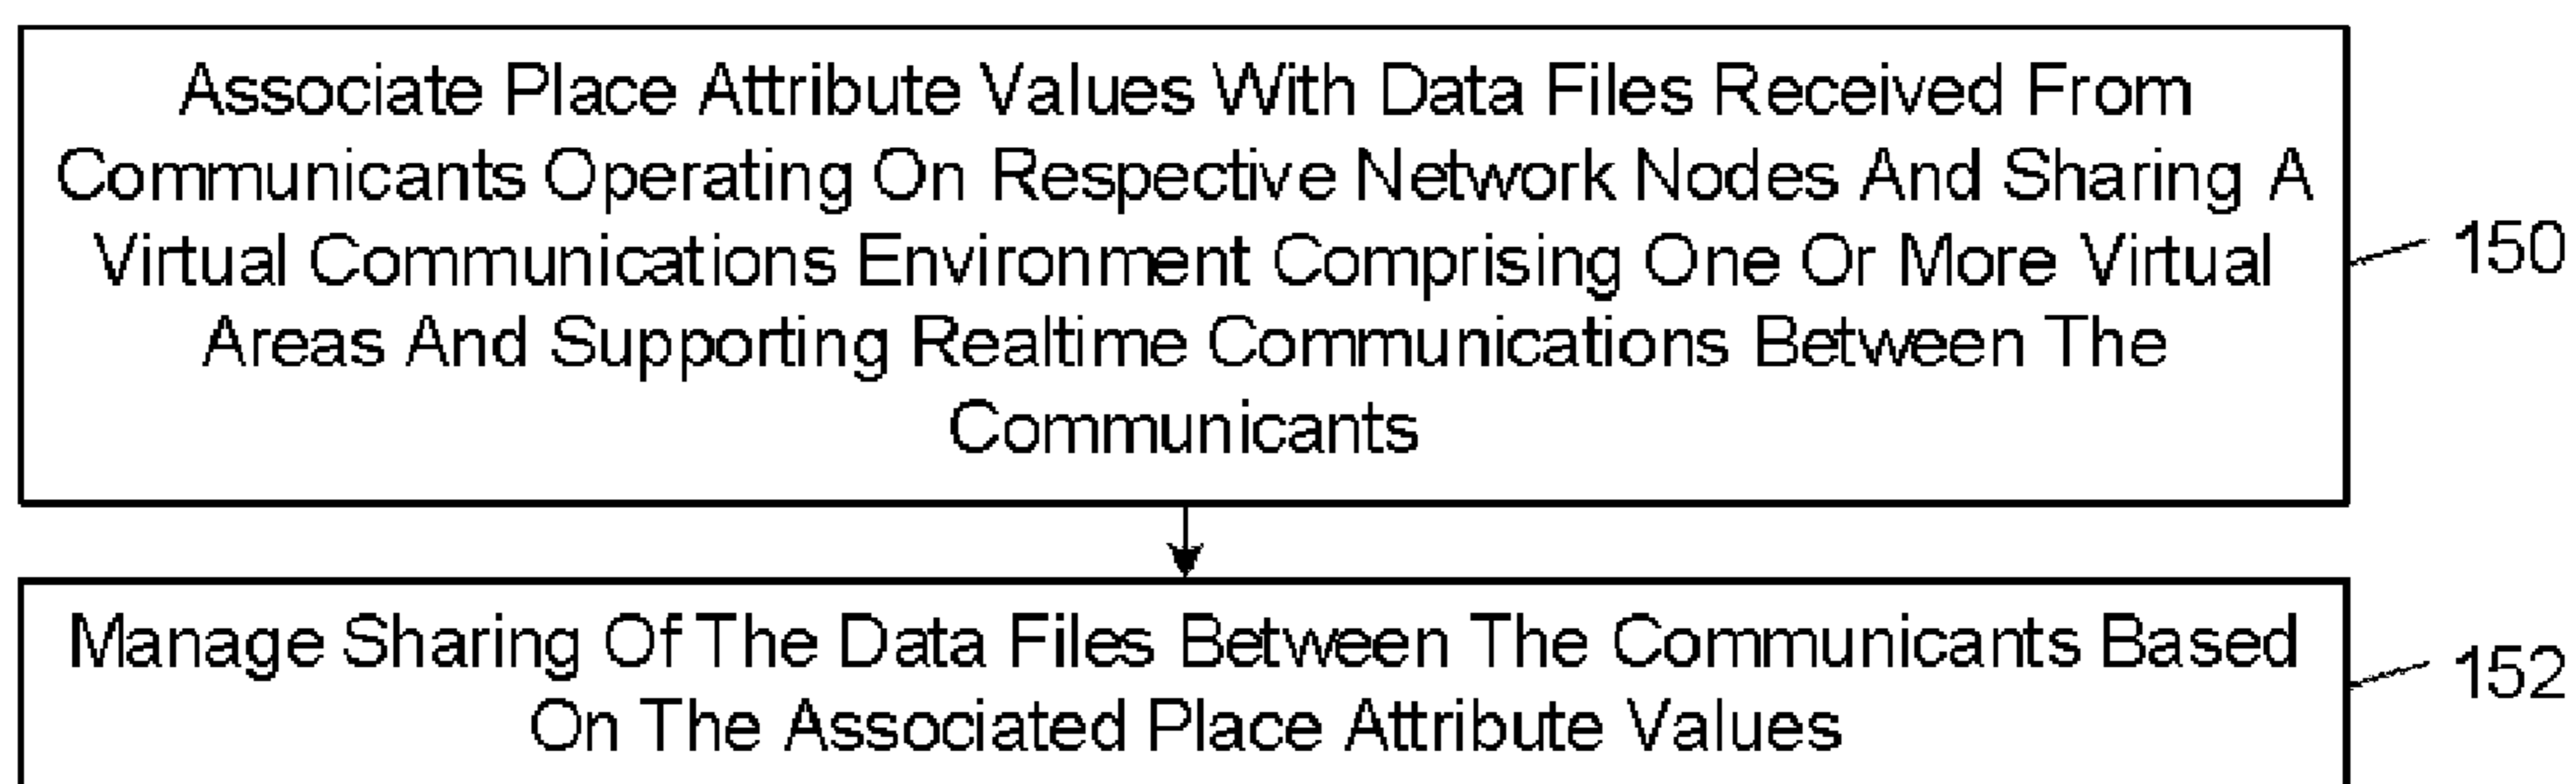 Associate Place Attribute Values With Data Files Received From
Communicants Operating On Respective Network Nodes And Sharing A
Virtual Communications Environment Comprising One Or More Virtual
Areas And Supporting Realtime Communications Between The
Communicants
150
Manage Sharing Of The Data Files Between The Communicants Based
On The Associated Place Attribute Values
152